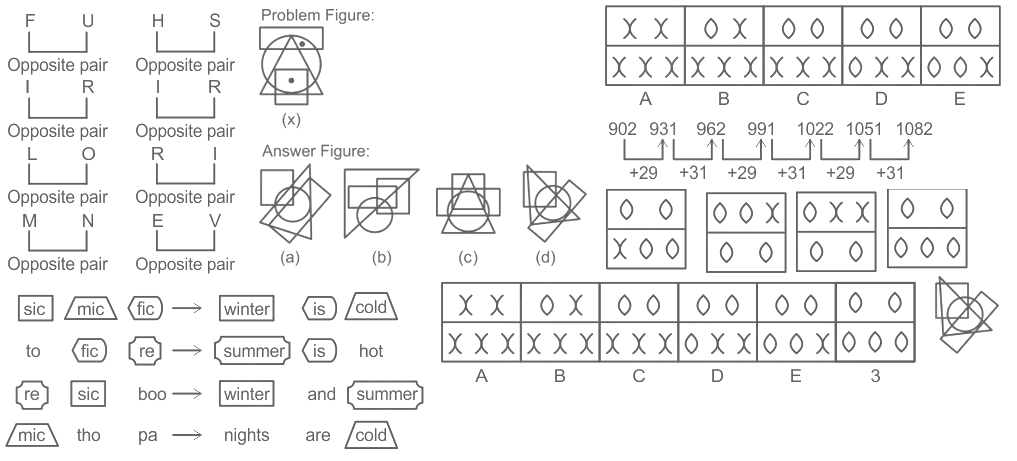 F U H S
Opposite pair Opposite pair
I R I R
Opposite pair Opposite pair
L O R I
Opposite pair Opposite pair
M N E V
Opposite pair Opposite pair
Problem Figure:
(x)
Answer Figure:
(a) (b) (c) (d)
A B C D E
902 931 962 991 1022 1051 1082
+29 +31 +29 +31 +29 +31
sic mic fic → winter is cold
to fic re → summer is hot
re sic boo → winter and summer
mic tho pa → nights are cold
A B C D E 3